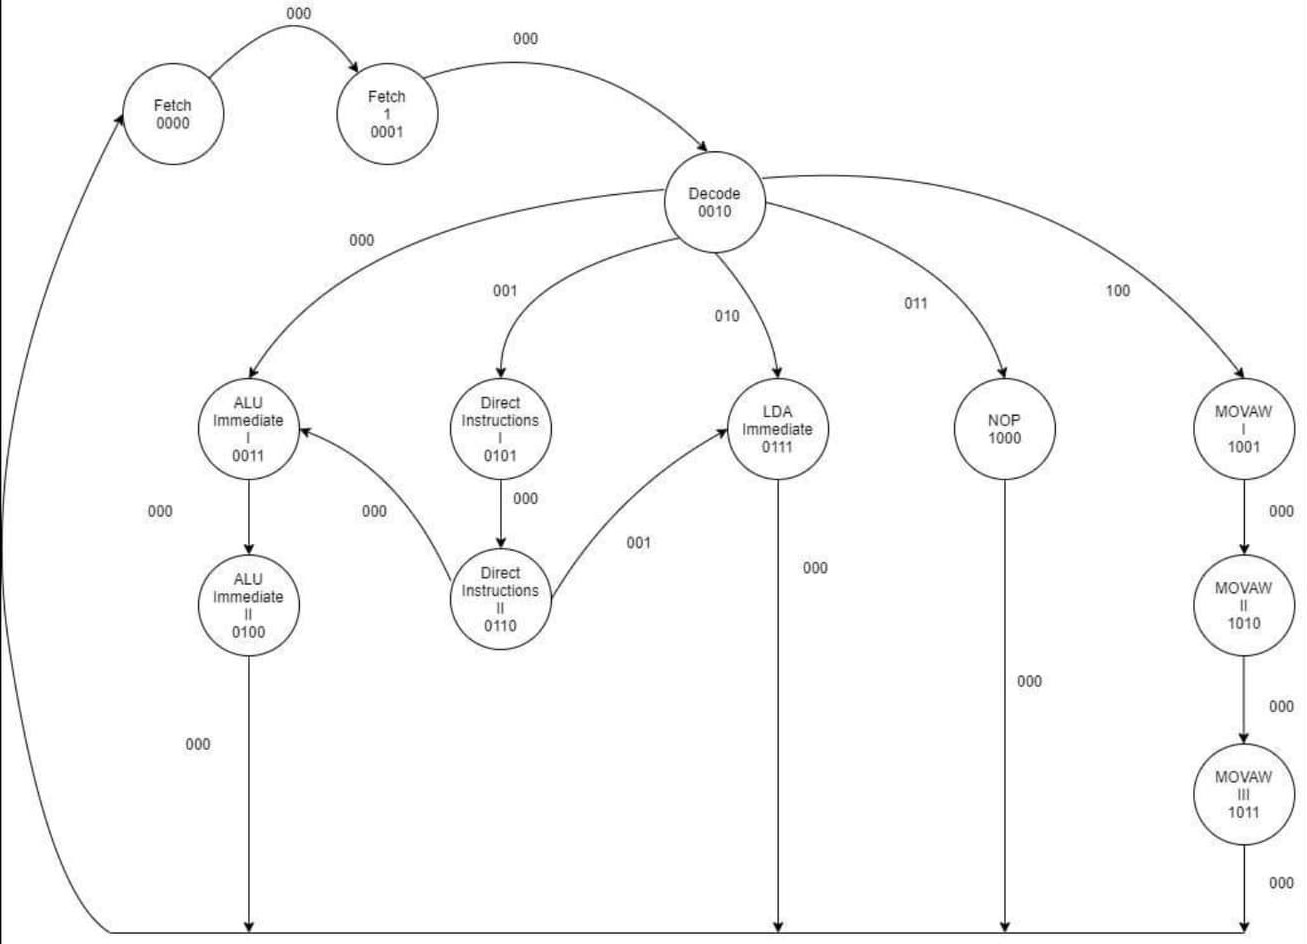 000
000
Fetch
0000
Fetch
1
0001
Decode
0010
000
001
010
011
100
ALU
Immediate
I
0011
Direct
Instructions
I
0101
LDA
Immediate
0111
NOP
1000
MOVAW
I
1001
000
000
000
001
000
000
ALU
Immediate
II
0100
Direct
Instructions
II
0110
MOVAW
II
1010
000
000
000
MOVAW
III
1011
000